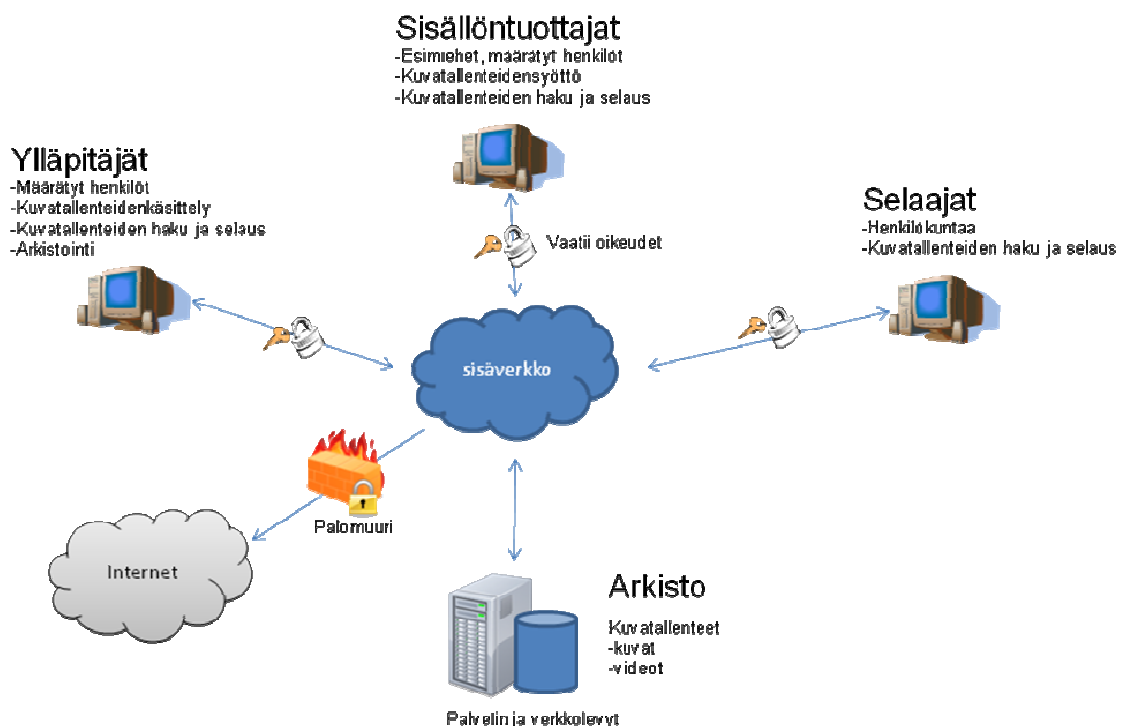 Sisällöntuottajat
-Esimiehet, määrätyt henkilöt
-Kuvatallenteidensyöttö
-Kuvatallenteiden haku ja selaus
Ylläpitäjät
-Määrätyt henkilöt
-Kuvatallenteidenkäsittely
-Kuvatallenteiden haku ja selaus
-Arkistointi
Selaajat
-Henkilökuntaa
-Kuvatallenteiden haku ja selaus
Vaatii oikeudet
sisäverkko
Palomuuri
Internet
Arkisto
Kuvatallenteet
-kuvat
-videot
Palvelin ja verkkolevyt